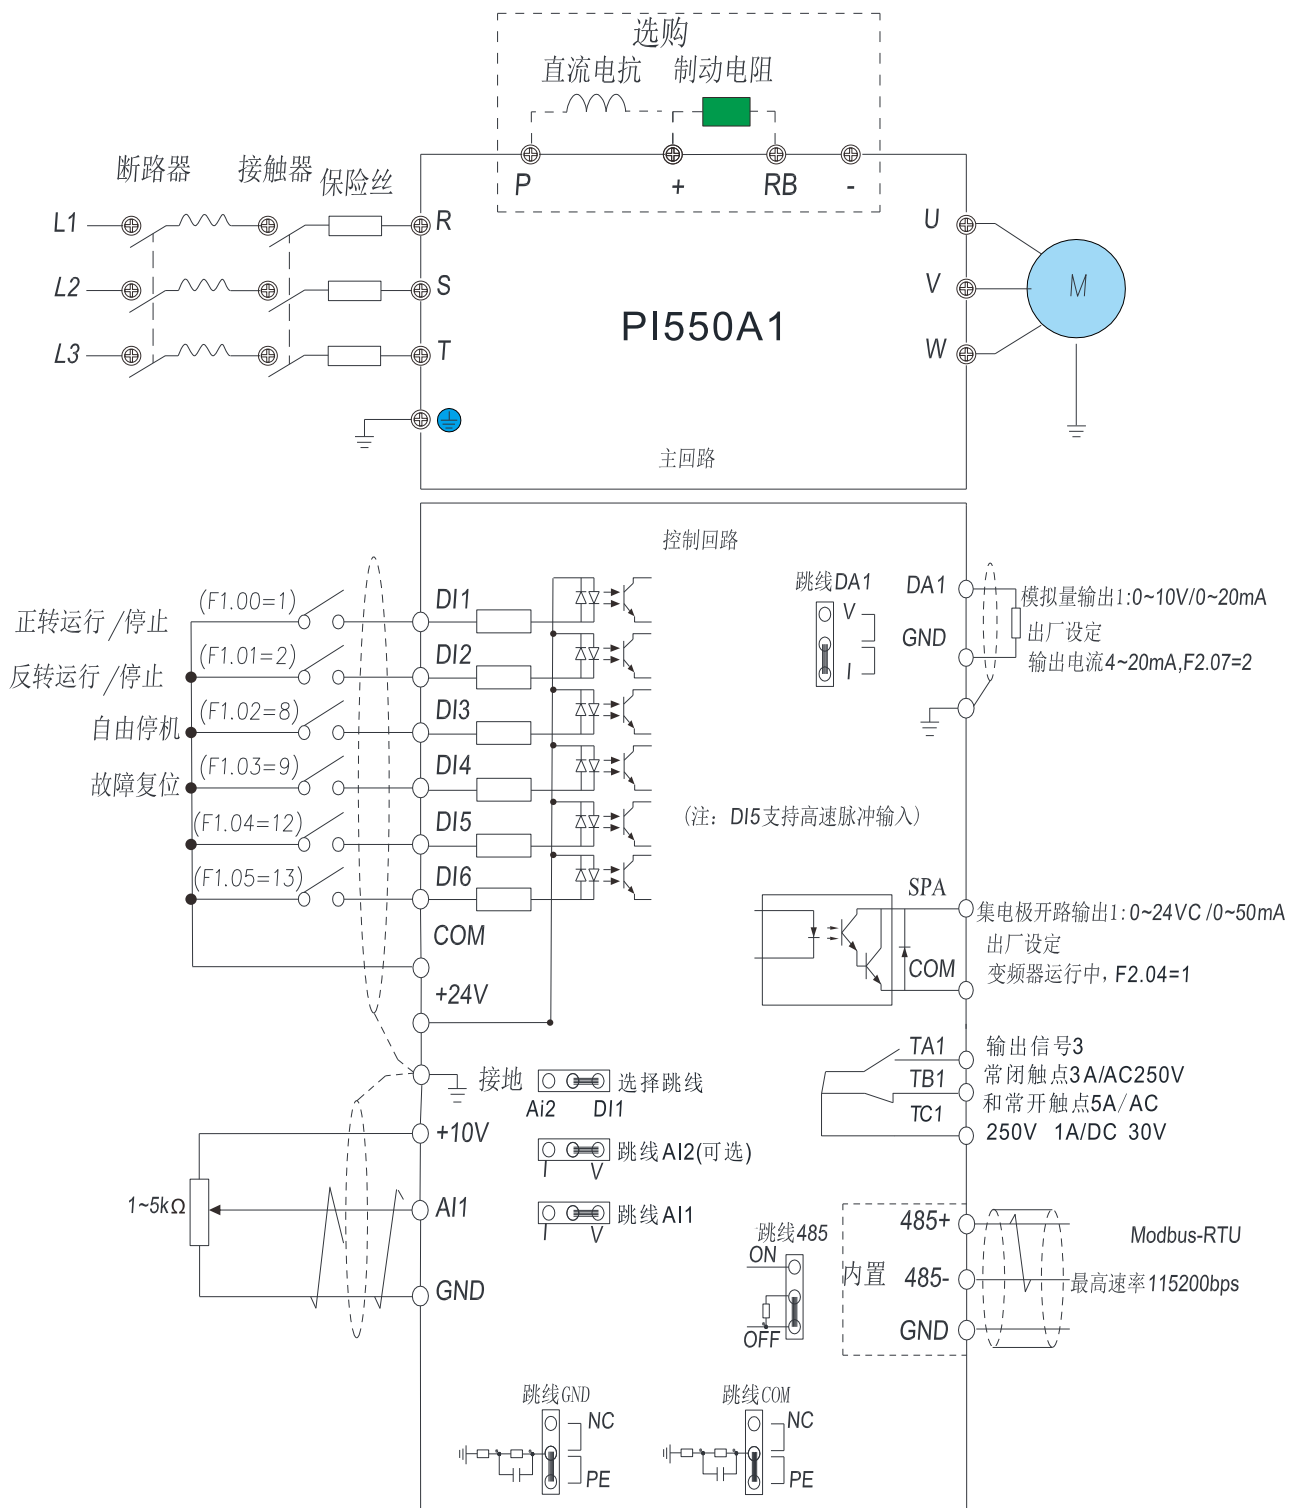 选购
直流电抗 制动电阻
P + RB -
断路器 接触器 保险丝
L1 R U
L2 S V M
L3 T W
PI550A1
主回路
控制回路
正转运行/停止 (F1.00=1) DI1
反转运行/停止 (F1.01=2) DI2
自由停机 (F1.02=8) DI3
故障复位 (F1.03=9) DI4
(F1.04=12) DI5
(F1.05=13) DI6
COM
+24V
跳线DA1
V
I
DA1
GND
模拟量输出1:0~10V/0~20mA
出厂设定
输出电流4~20mA,F2.07=2
(注：DI5支持高速脉冲输入)
SPA
COM
集电极开路输出1:0~24VC/0~50mA
出厂设定
变频器运行中，F2.04=1
TA1
TB1
TC1
输出信号3
常闭触点3A/AC250V
和常开触点5A/AC
250V 1A/DC 30V
接地 选择跳线
Ai2 DI1
+10V
跳线AI2(可选)
I V
1~5kΩ AI1
跳线AI1
I V
GND
跳线485
ON
OFF
内置
485+
485-
GND
Modbus-RTU
最高速率115200bps
跳线GND
NC
PE
跳线COM
NC
PE